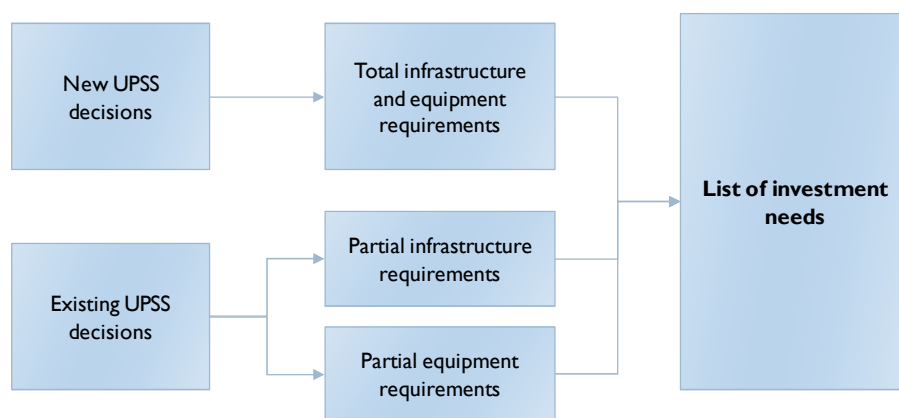 New UPSS
decisions
Total infrastructure
and equipment
requirements
List of investment
needs
Partial infrastructure
requirements
Existing UPSS
decisions
Partial equipment
requirements